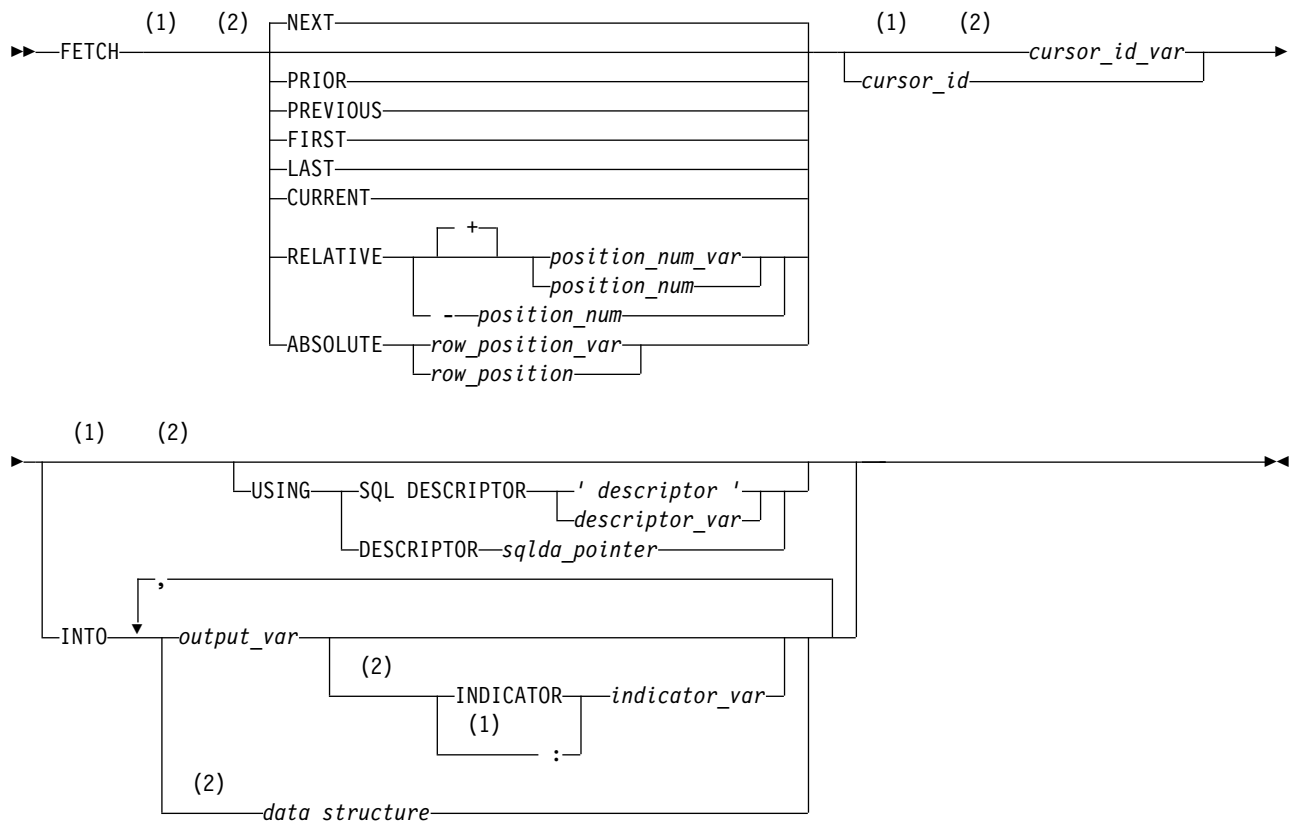 (1) (2) NEXT (1) (2)
FETCH cursor_id_var
PRIOR cursor_id
PREVIOUS
FIRST
LAST
CURRENT
+
RELATIVE position_num_var
position_num
- position_num
ABSOLUTE row_position_var
row_position
(1) (2)
USING SQL DESCRIPTOR ' descriptor '
descriptor_var
DESCRIPTOR sqlda_pointer
,
INTO output_var
(2)
INDICATOR indicator_var
(1)
:
(2)
data structure